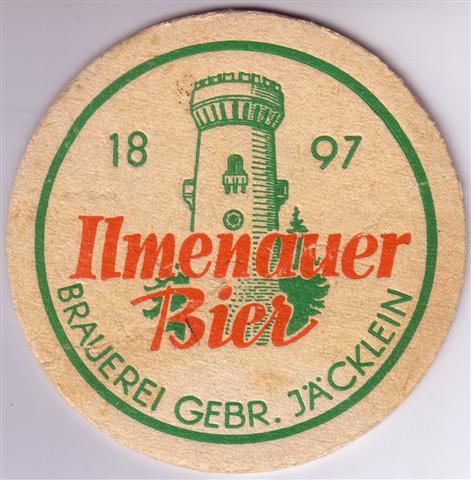 18 97
Ilmenauer
Bier
BRAUEREI GEBR. JÄCKLEIN